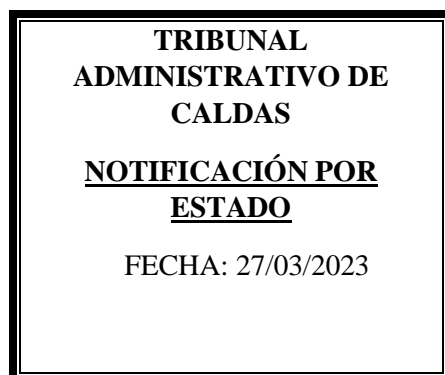 TRIBUNAL
ADMINISTRATIVO DE
CALDAS
NOTIFICACIÓN POR
ESTADO
FECHA: 27/03/2023